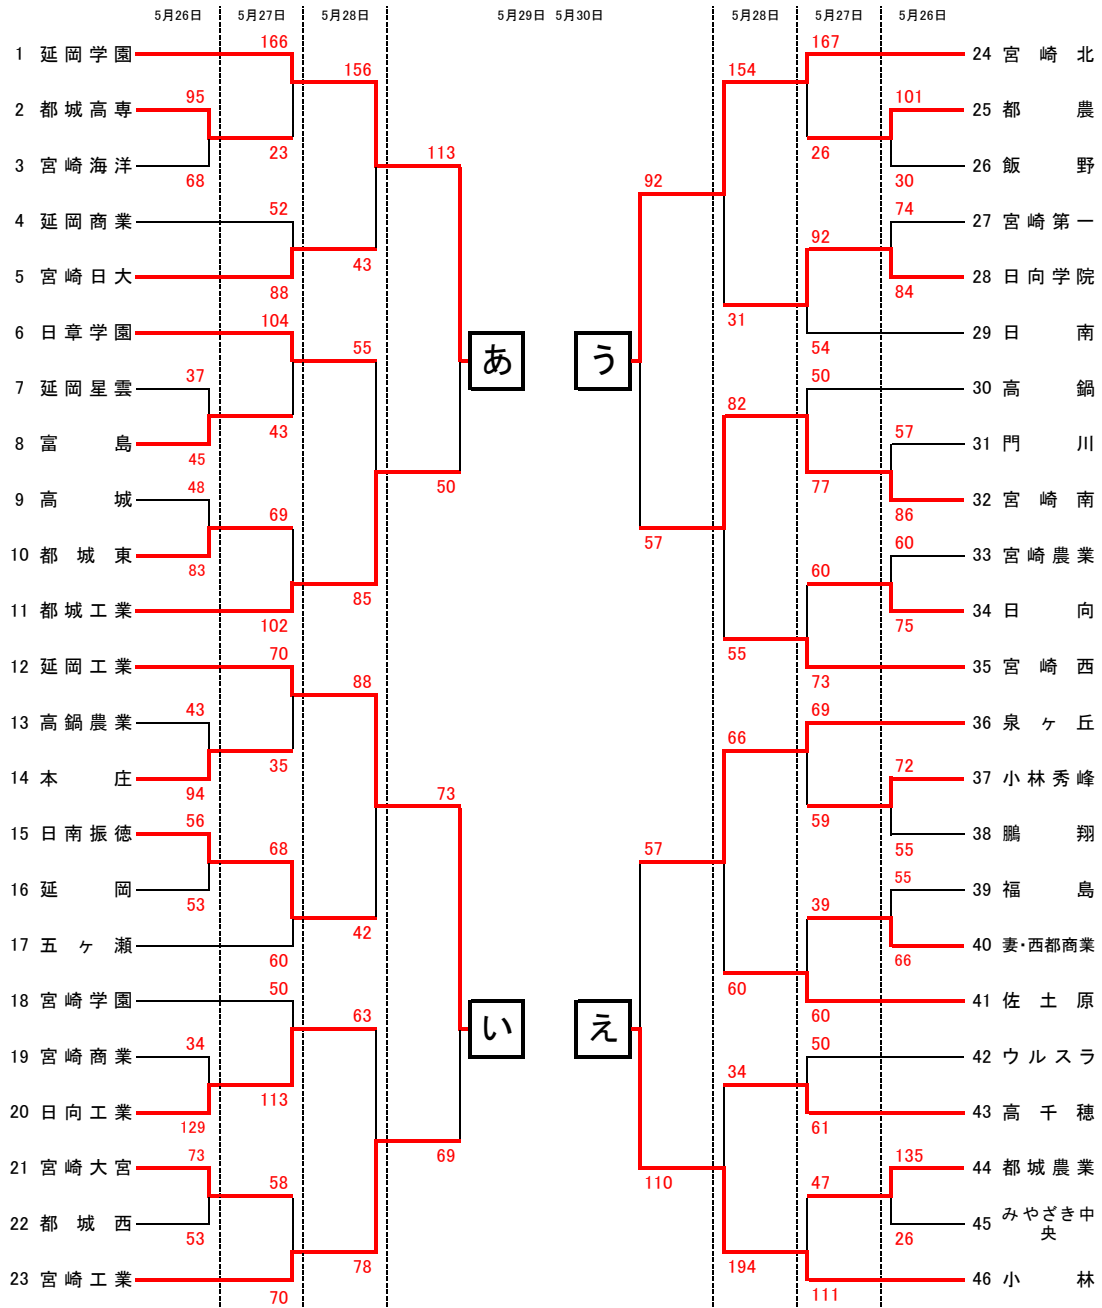 5月26日 5月27日 5月28日 5月29日 5月30日 5月28日 5月27日 5月26日
1 延岡学園 166
2 都城高専 95
3 宮崎海洋 68
23
156
4 延岡商業 52
5 宮崎日大 88
43
113
6 日章学園 104
7 延岡星雲 37
8 富島 45
43
55
9 高城 48
10 都城東 83
69
11 都城工業 102
85
50
あ
12 延岡工業 70
13 高鍋農業 43
14 本庄 94
35
88
15 日南振徳 56
16 延岡 53
68
17 五ヶ瀬 60
42
73
18 宮崎学園 50
19 宮崎商業 34
20 日向工業 129
113
63
21 宮崎大宮 73
22 都城西 53
58
23 宮崎工業 70
78
69
い
167 24 宮崎北
101 25 都農
30 26 飯野
26
154
74 27 宮崎第一
84 28 日向学院
92
54 29 日南
31
92
50 30 高鍋
57 31 門川
86 32 宮崎南
77
82
60 33 宮崎農業
75 34 日向
60
73 35 宮崎西
55
57
う
69 36 泉ヶ丘
72 37 小林秀峰
55 38 鵬翔
59
66
55 39 福島
66 40 妻・西都商業
39
60 41 佐土原
60
57
50 42 ウルスラ
61 43 高千穂
34
135 44 都城農業
26 45 みやざき中央
47
111 46 小林
194
110
え